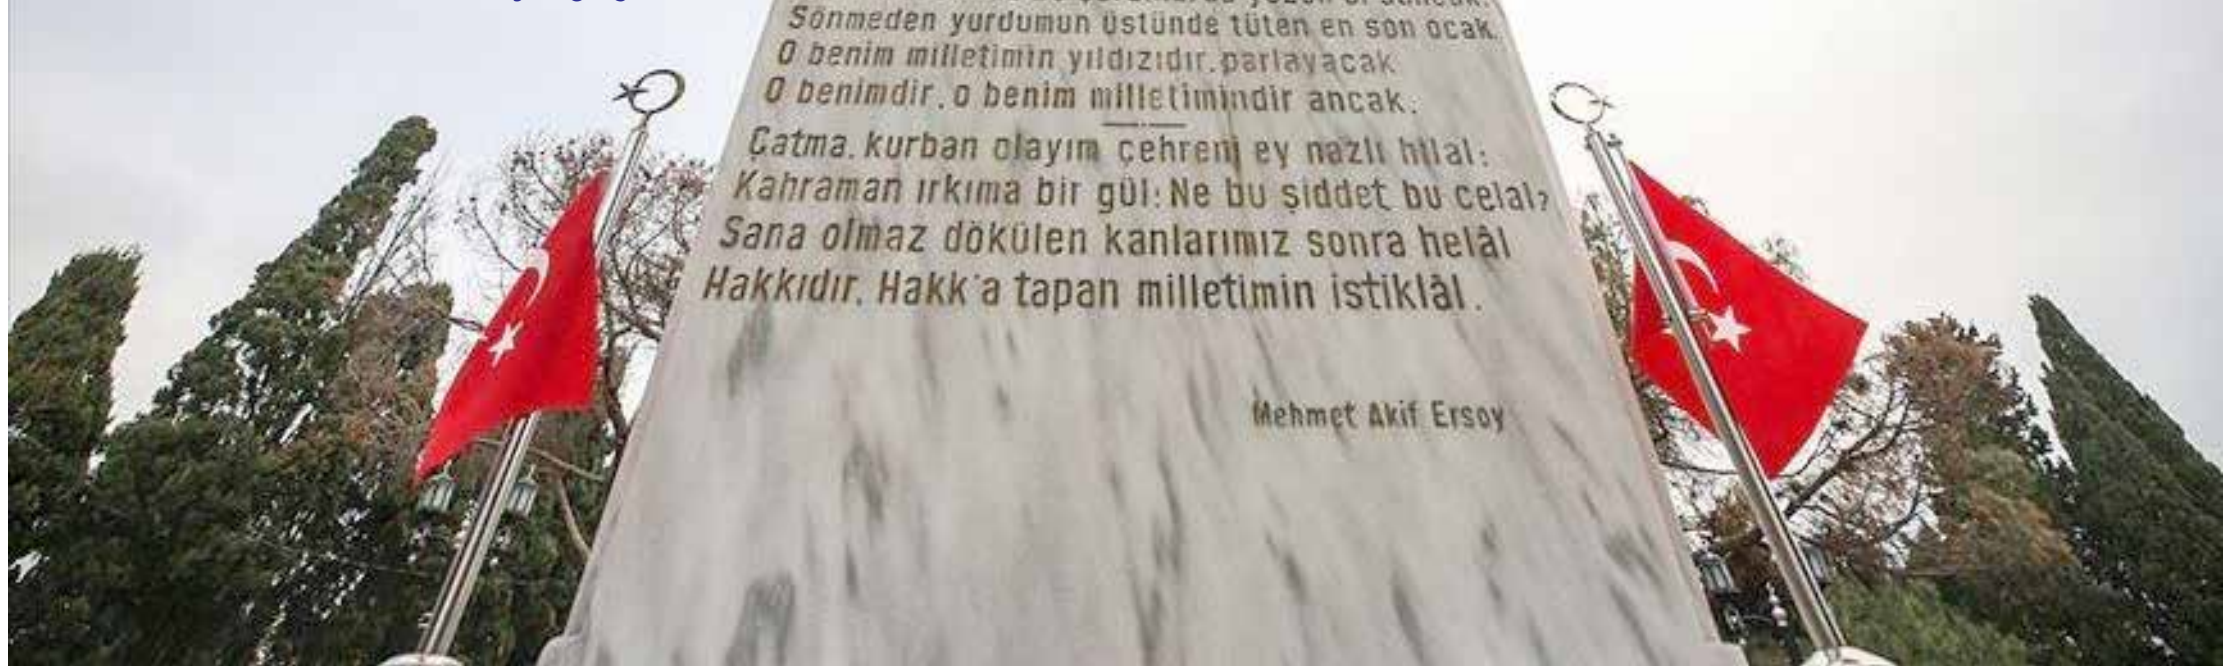 Sönmeden yurdumun üstünde tüten en son ocak.
O benim milletimin yıldızıdır, parlayacak
O benimdir, o benim milletimindir ancak.
Çatma, kurban olayım çehreni ey nazlı hilal:
Kahraman ırkıma bir gül: Ne bu şiddet bu celal?
Sana olmaz dökülen kanlarımız sonra helâl
Hakkıdır, Hakk'a tapan milletimin istiklâl.
Mehmet Akif Ersoy